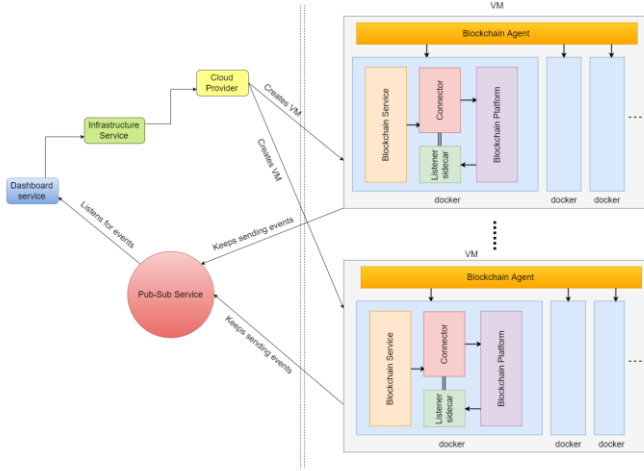 VM
Blockchain Agent
Cloud
Provider
Creates VM
Infrastructure
Service
Creates VM
Blockchain Service
Connector
Blockchain Platform
Listener
sidecar
docker
docker
docker
Dashboard
service
Listens for events
Keeps sending events
Pub-Sub Service
Keeps sending events
VM
Blockchain Agent
Blockchain Service
Connector
Blockchain Platform
Listener
sidecar
docker
docker
docker